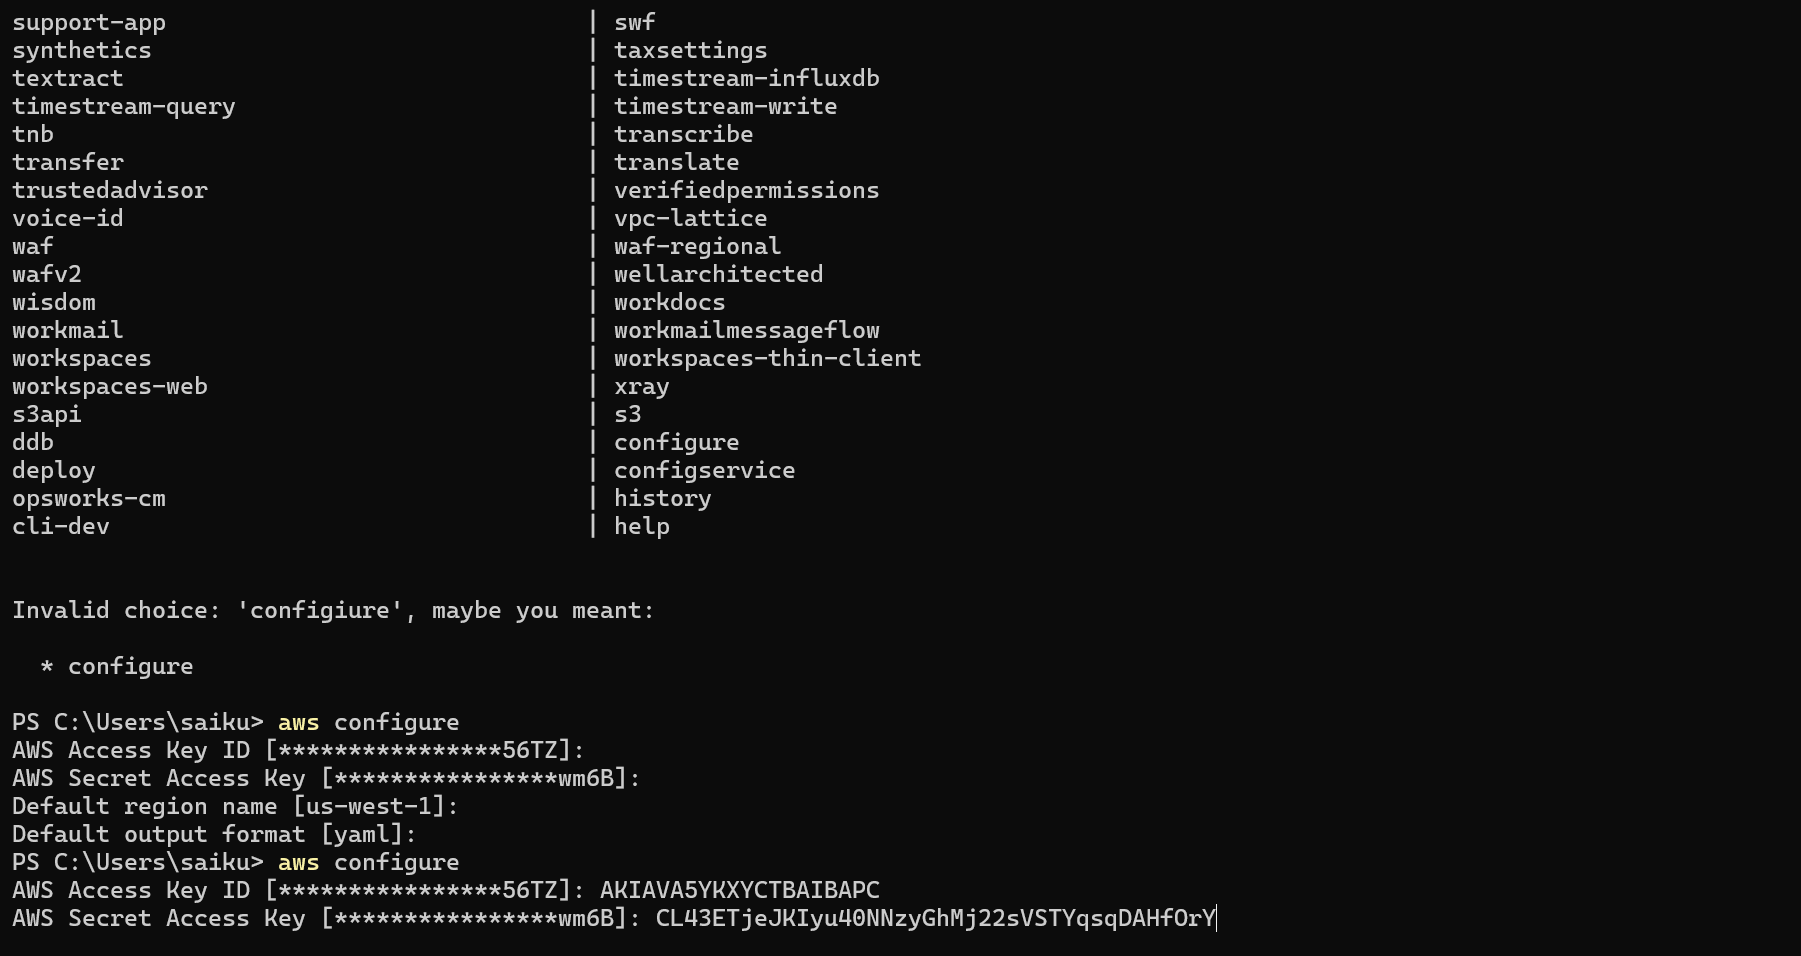 support-app | swf
synthetics | taxsettings
textract | timestream-influxdb
timestream-query | timestream-write
tnb | transcribe
transfer | translate
trustedadvisor | verifiedpermissions
voice-id | vpc-lattice
waf | waf-regional
wafv2 | wellarchitected
wisdom | workdocs
workmail | workmailmessageflow
workspaces | workspaces-thin-client
workspaces-web | xray
s3api | s3
ddb | configure
deploy | configservice
opsworks-cm | history
cli-dev | help
Invalid choice: 'configiure', maybe you meant:
* configure
PS C:\Users\saiku> aws configure
AWS Access Key ID [****************56TZ]:
AWS Secret Access Key [****************wm6B]:
Default region name [us-west-1]:
Default output format [yaml]:
PS C:\Users\saiku> aws configure
AWS Access Key ID [****************56TZ]: AKIAVA5YKXYCTBAIBAPC
AWS Secret Access Key [****************wm6B]: 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